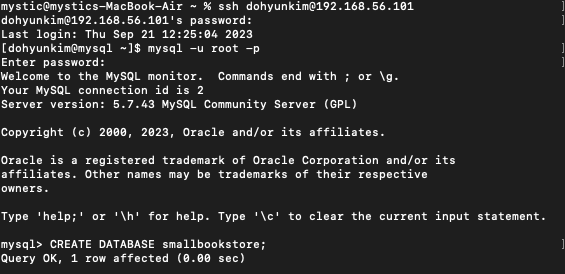 mystic@mystics-MacBook-Air ~ % ssh dohyunkim@192.168.56.101 ]
dohyunkim@192.168.56.101's password: ]
Last login: Thu Sep 21 12:25:04 2023
[dohyunkim@mysql ~]$ mysql -u root -p ]
Enter password: ]
Welcome to the MySQL monitor.  Commands end with ; or \g.
Your MySQL connection id is 2
Server version: 5.7.43 MySQL Community Server (GPL)

Copyright (c) 2000, 2023, Oracle and/or its affiliates.

Oracle is a registered trademark of Oracle Corporation and/or its
affiliates. Other names may be trademarks of their respective
owners.

Type 'help;' or '\h' for help. Type '\c' to clear the current input statement.

mysql> CREATE DATABASE smallbookstore; ]
Query OK, 1 row affected (0.00 sec)